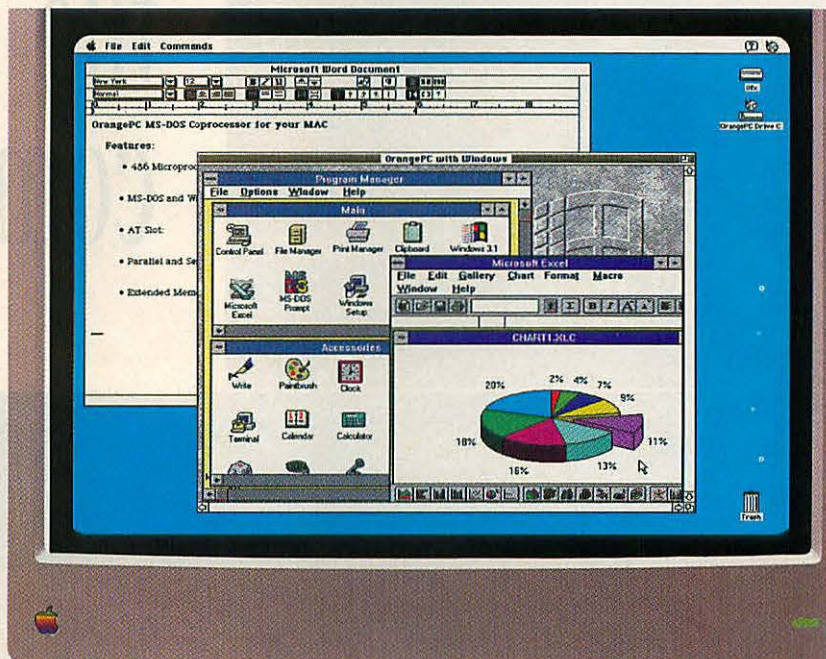 File Edit Commands
Microsoft Word Document
New York 12
Normal
OrangePC MS-DOS Coprocessor for your MAC
Features:
• 486 Microproc
• MS-DOS and W
• AT Slot:
• Parallel and Se
• Extended Mem
OrangePC Drive C
OrangePC with Windows
Program Manager
File Options Window Help
Main
Control Panel File Manager Print Manager Clipboard Windows 3.1
Microsoft Excel
MS-DOS Prompt
Windows Setup
Accessories
Write Paintbrush Clock
Terminal Calendar Calculator
Microsoft Excel
File Edit Gallery Chart Format Macro
Window Help
CHART1.XLC
20% 2% 4% 7%
9%
11%
13%
16%
18%
Trash